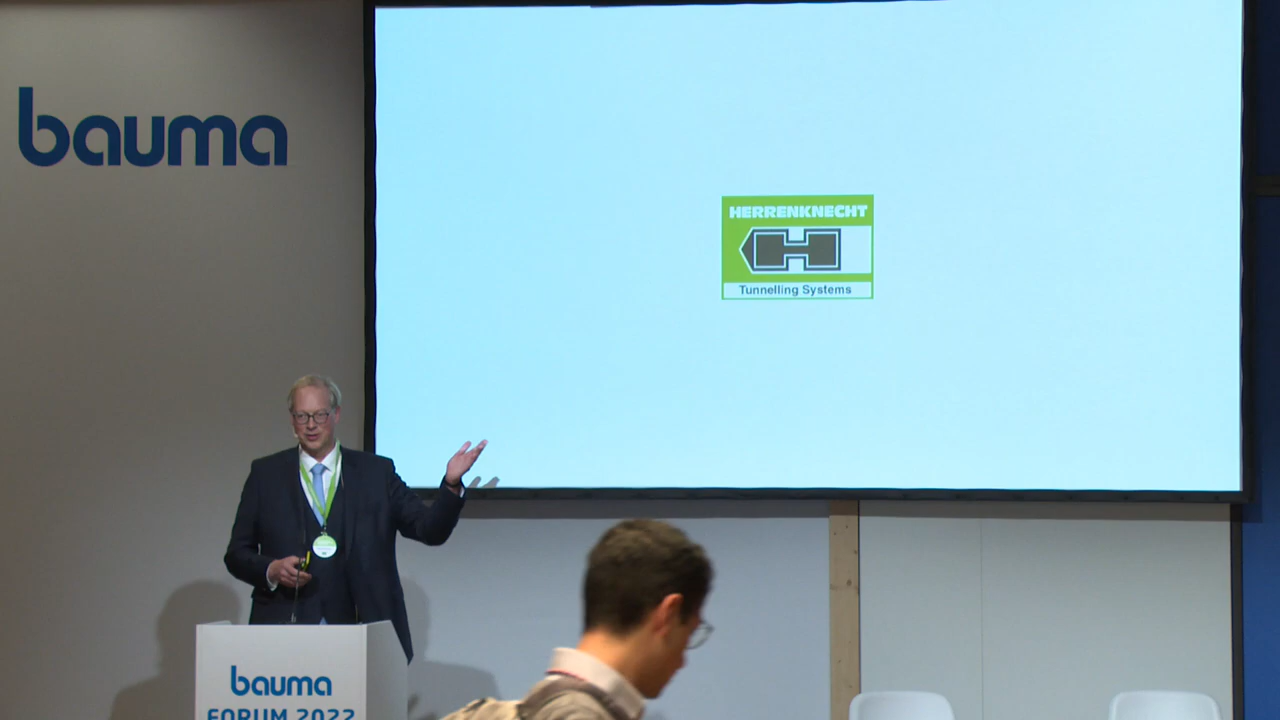 bauma
HERRENKNECHT
Tunnelling Systems
bauma
FORUM 2022